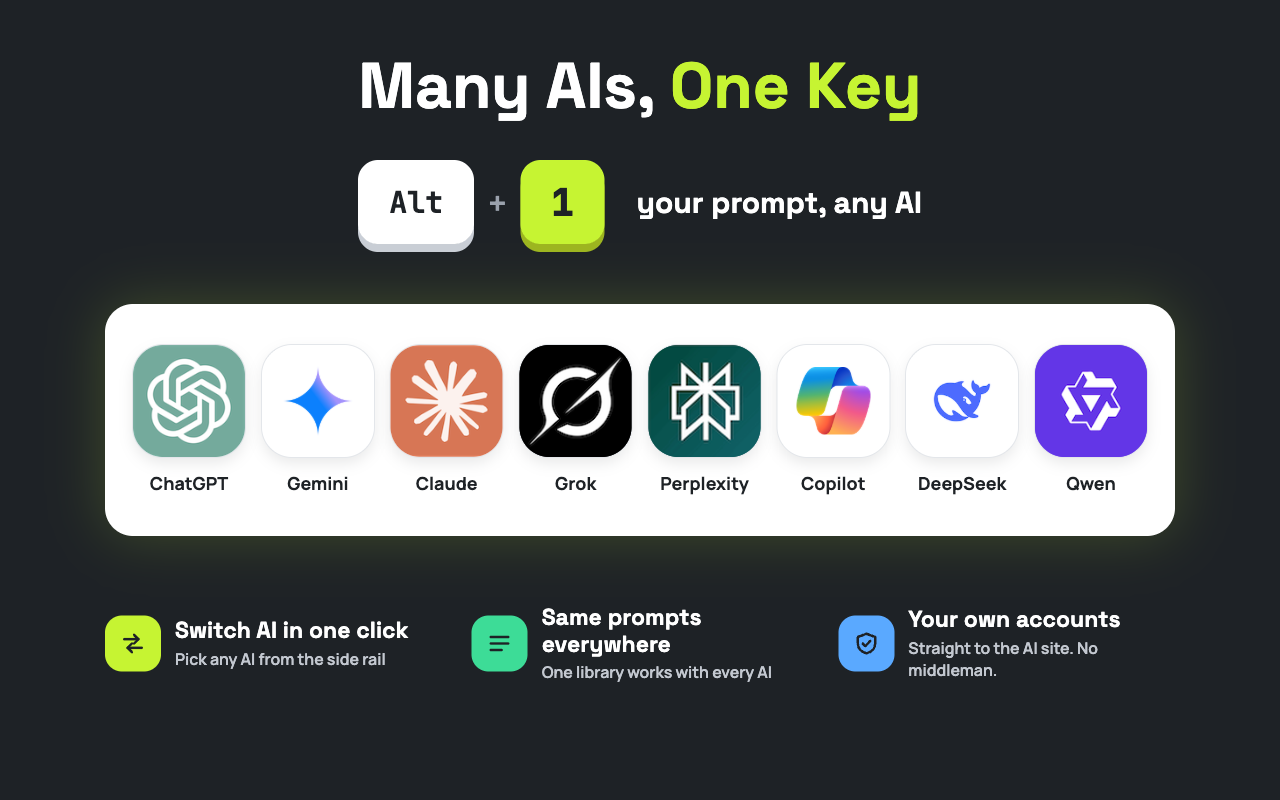 Many AIs, One Key
Alt + 1 your prompt, any AI
ChatGPT Gemini Claude Grok Perplexity Copilot DeepSeek Qwen
Switch AI in one click
Pick any AI from the side rail
Same prompts
everywhere
One library works with every AI
Your own accounts
Straight to the AI site. No
middleman.